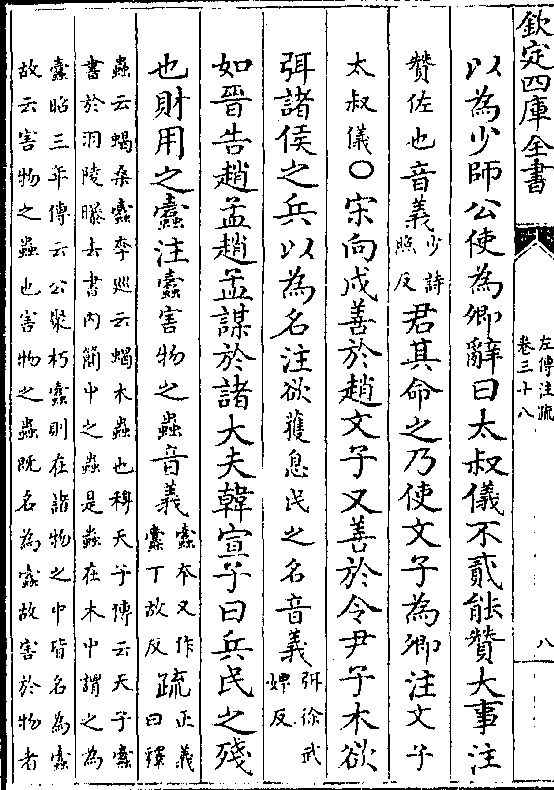 欽定四庫全書
左傳注疏
卷三十八
八
以為少師公使為卿辭曰太叔儀不貳能贊大事注
贊佐也音義少詩照反君其命之乃使文子為卿注文子
太叔儀○宋向戌善於趙文子又善於令尹子木欲
弭諸侯之兵以為名注欲獲息民之名音義弭徐武婢反
如晉告趙孟趙孟謀於諸大夫韓宣子曰兵民之殘
也財用之蠹注蠹害物之蟲音義蠹本又作螙丁故反疏正義曰釋
蟲云蝎桑蠹李巡云蝎木蟲也穆天子傳云天子蠹
書於羽陵曝去書内簡中之蟲是蟲在木中謂之為
蠹昭三年傳云公聚朽蠹則在諸物之中皆名為蠹
故云害物之蟲也害物之蟲既名為蠹故害於物者